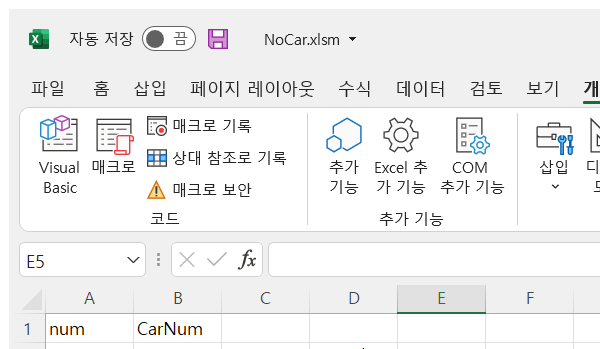 자동 저장 끔 NoCar.xlsm
파일 홈 삽입 페이지 레이아웃 수식 데이터 검토 보기
Visual Basic 매크로 매크로 기록 상대 참조로 기록 매크로 보안 추가 기능 Excel 추가 기능 COM 추가 기능 삽입
코드 추가 기능
E5 fx
A B C D E F
1 num CarNum